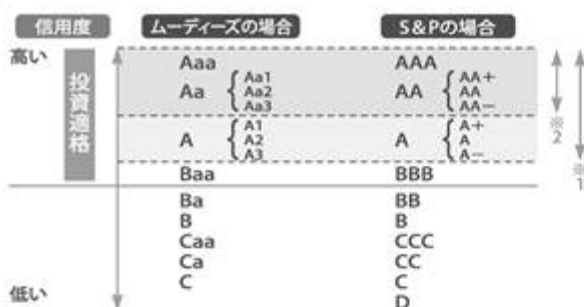 信用度 ムーディーズの場合 S&Pの場合
高い
投資適格
Aaa AAA
Aa Aa1 Aa2 Aa3 AA AA+ AA AA−
A A1 A2 A3 A A+ A A−
Baa BBB
Ba BB
B B
Caa CCC
Ca CC
C C
低い D
※2
※1